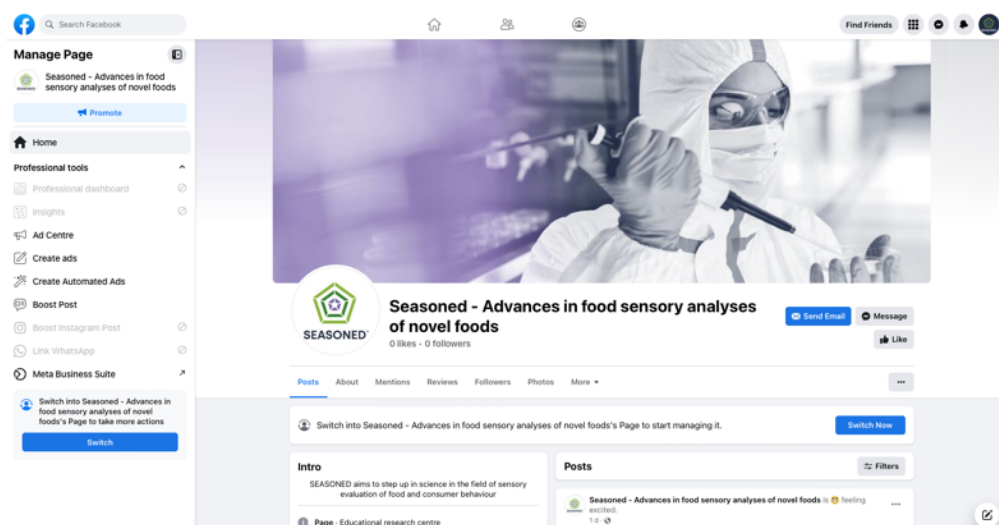 Search Facebook
Find Friends
Manage Page
Seasoned - Advances in food
sensory analyses of novel foods
Promote
Home
Professional tools
Professional dashboard
Insights
Ad Centre
Create ads
Create Automated Ads
Boost Post
Boost Instagram Post
Link WhatsApp
Meta Business Suite
Switch into Seasoned - Advances in
food sensory analyses of novel
foods's Page to take more actions
Switch
SEASONED
Seasoned - Advances in food sensory analyses
of novel foods
0 likes • 0 followers
Send Email
Message
Like
Posts About Mentions Reviews Followers Photos More
Switch into Seasoned - Advances in food sensory analyses of novel foods's Page to start managing it.
Switch Now
Intro
SEASONED aims to step up in science in the field of sensory
evaluation of food and consumer behaviour
Page · Educational research centre
Posts
Filters
Seasoned - Advances in food sensory analyses of novel foods is 😁 feeling
excited.
1 d ·